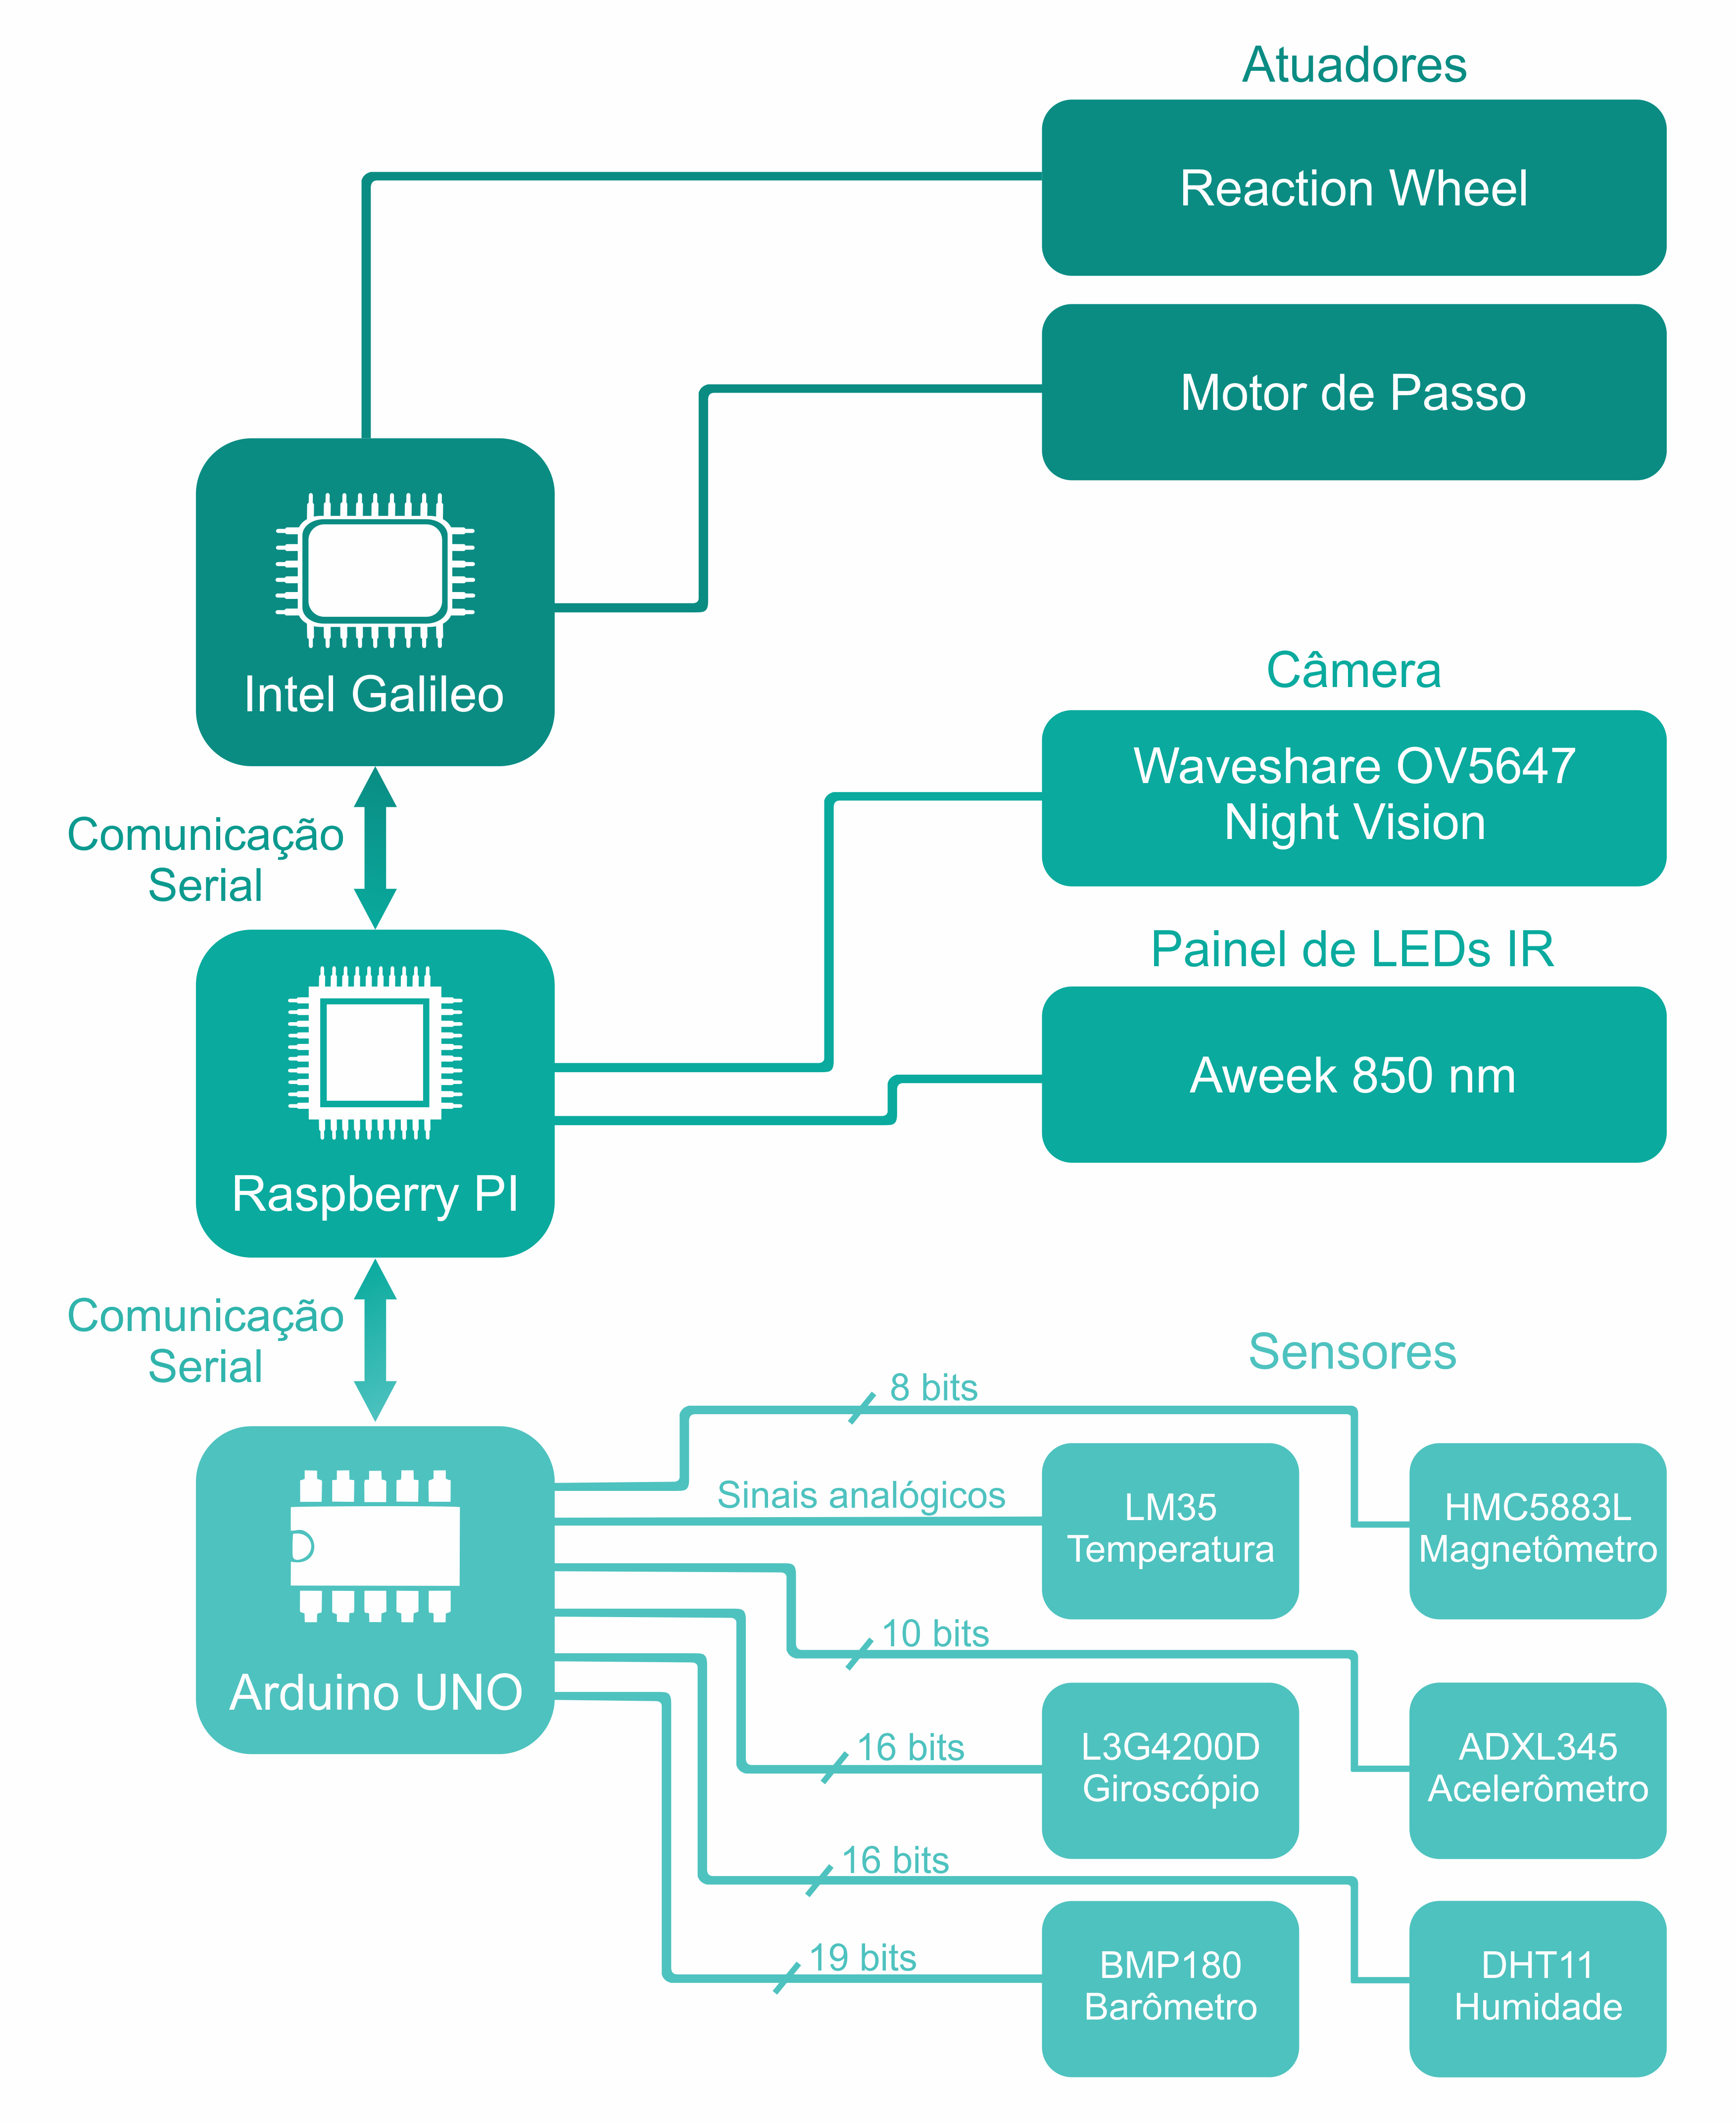 Atuadores
Reaction Wheel
Motor de Passo
Intel Galileo
Câmera
Waveshare OV5647
Night Vision
Comunicação
Serial
Painel de LEDs IR
Aweek 850 nm
Raspberry PI
Comunicação
Serial
Sensores
8 bits
Sinais analógicos
LM35
Temperatura
HMC5883L
Magnetômetro
10 bits
Arduino UNO
16 bits
L3G4200D
Giroscópio
ADXL345
Acelerômetro
16 bits
19 bits
BMP180
Barômetro
DHT11
Humidade